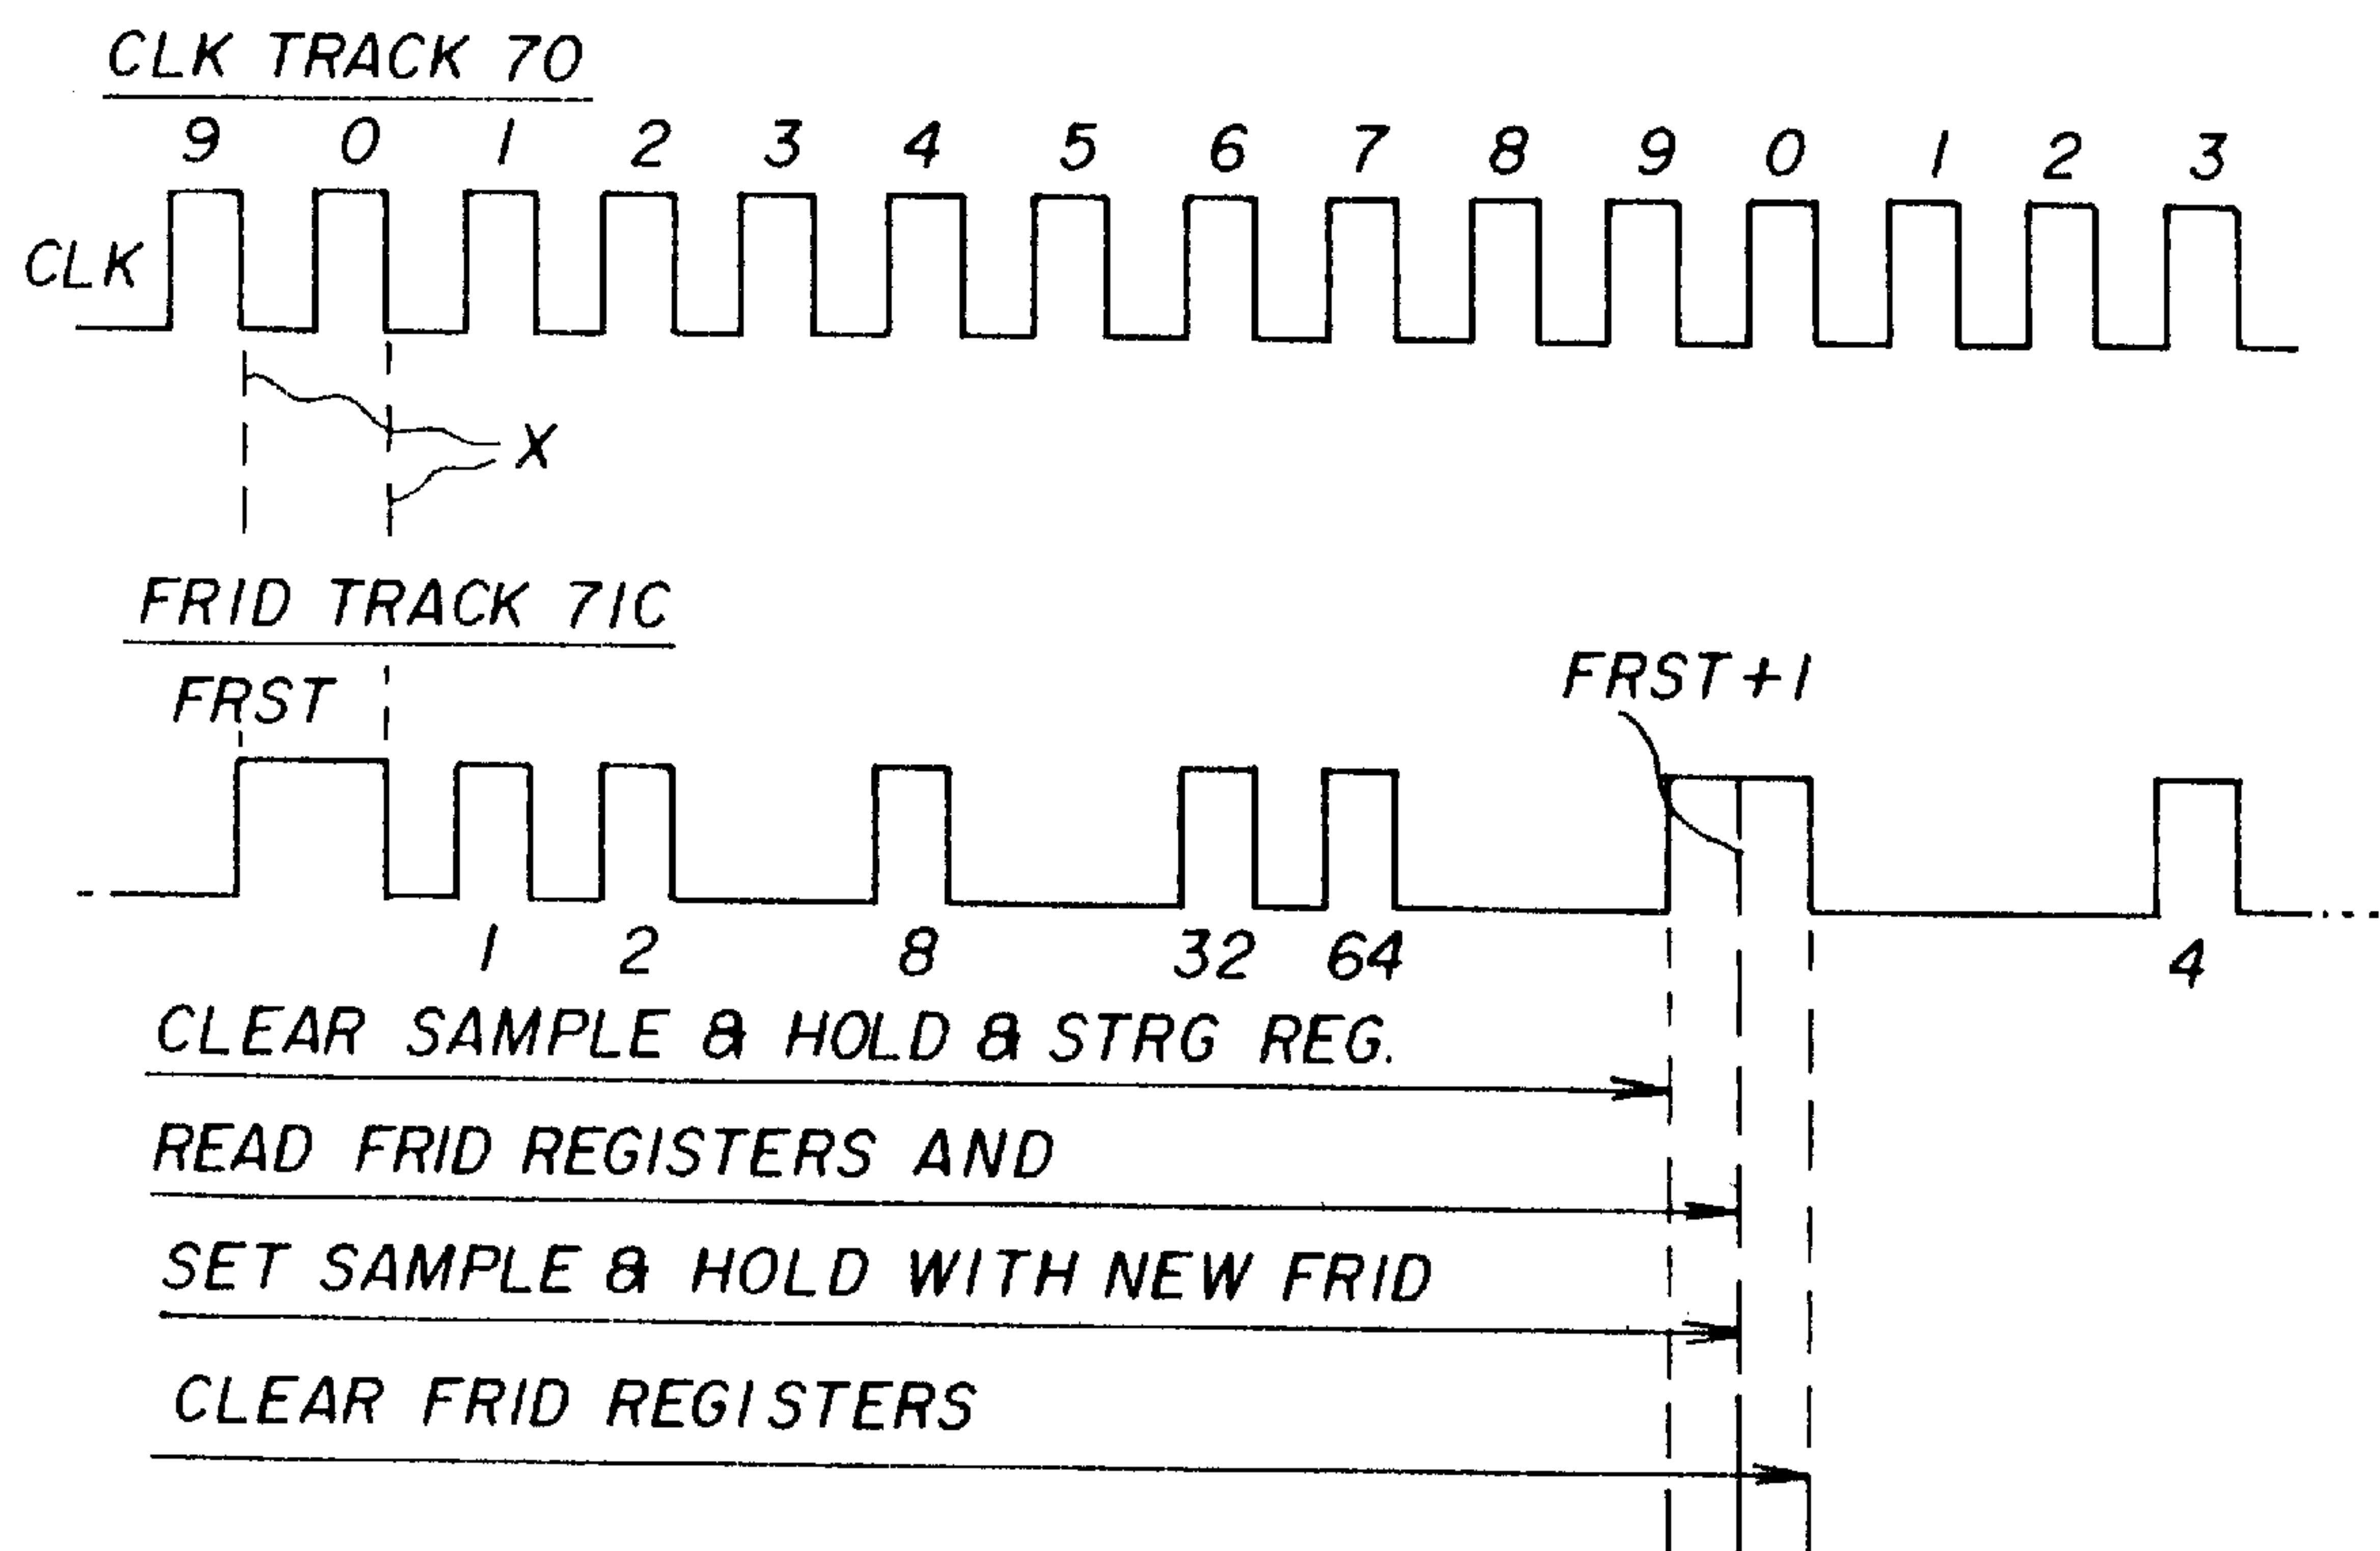 CLK TRACK 70
9 0 1 2 3 4 5 6 7 8 9 0 1 2 3
CLK
X
FRID TRACK 71C
FRST
FRST+1
1 2 8 32 64 4
CLEAR SAMPLE & HOLD & STRG REG.
READ FRID REGISTERS AND
SET SAMPLE & HOLD WITH NEW FRID
CLEAR FRID REGISTERS